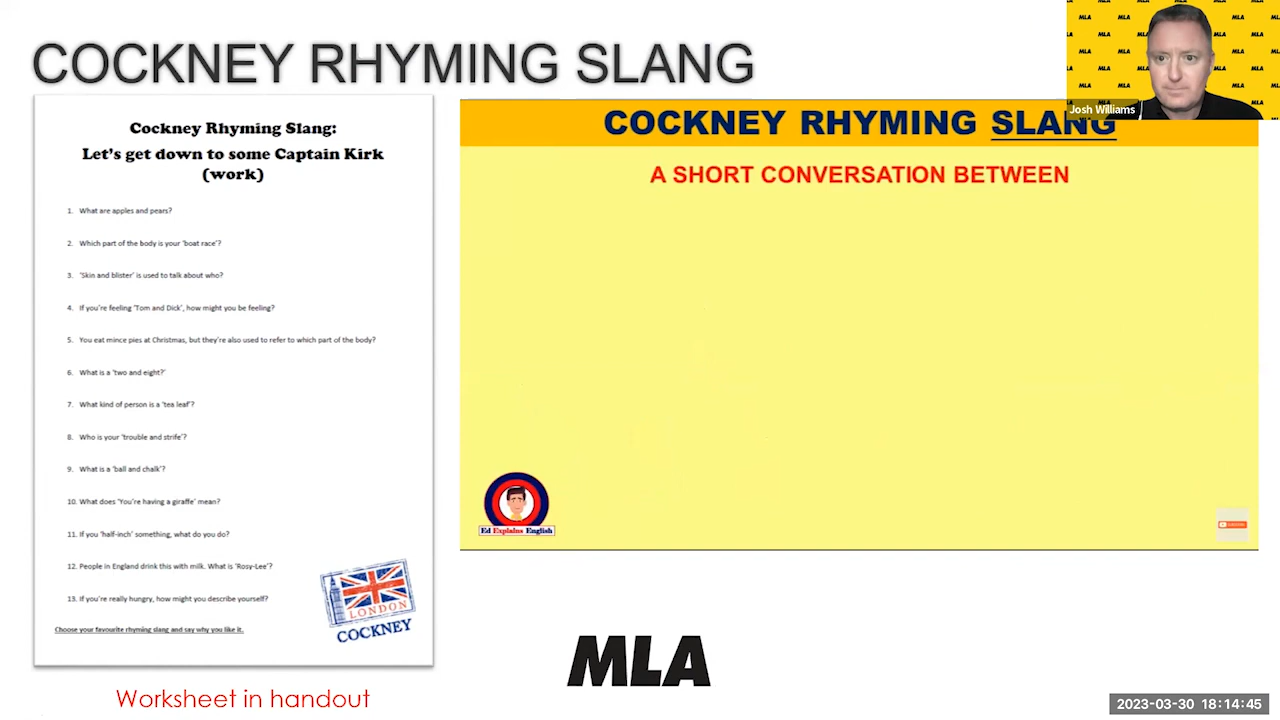 COCKNEY RHYMING SLANG
Cockney Rhyming Slang:
Let's get down to some Captain Kirk
(work)
1. What are apples and pears?
2. Which part of the body is your 'boat race'?
3. 'Skin and blister' is used to talk about who?
4. If you're feeling 'Tom and Dick', how might you be feeling?
5. You eat mince pies at Christmas, but they're also used to refer to which part of the body?
6. What is a 'two and eight?'
7. What kind of person is a 'tea leaf'?
8. Who is your 'trouble and strife'?
9. What is a 'ball and chalk'?
10. What does 'You're having a giraffe' mean?
11. If you 'half-inch' something, what do you do?
12. People in England drink this with milk. What is 'Rosy-Lee'?
13. If you're really hungry, how might you describe yourself?
Choose your favourite rhyming slang and say why you like it.
LONDON
COCKNEY
Worksheet in handout
COCKNEY RHYMING SLANG
A SHORT CONVERSATION BETWEEN
Ed Explains English
MLA
MLA MLA MLA
MLA
MLA
MLA
MLA
Josh Williams
2023-03-30 18:14:45